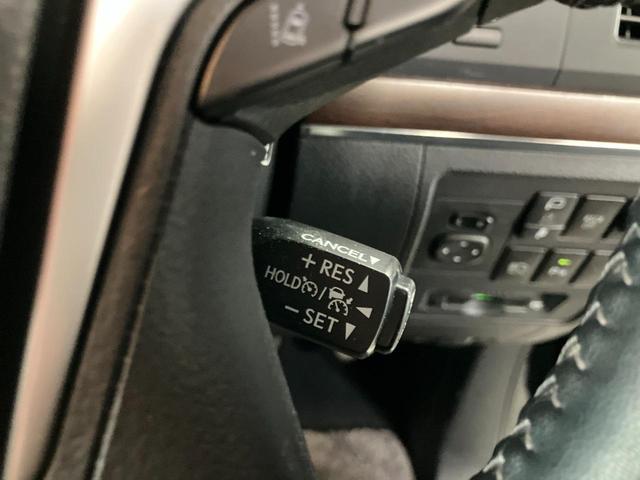 CANCEL▼
+ RES ▲
HOLD /
− SET ▼